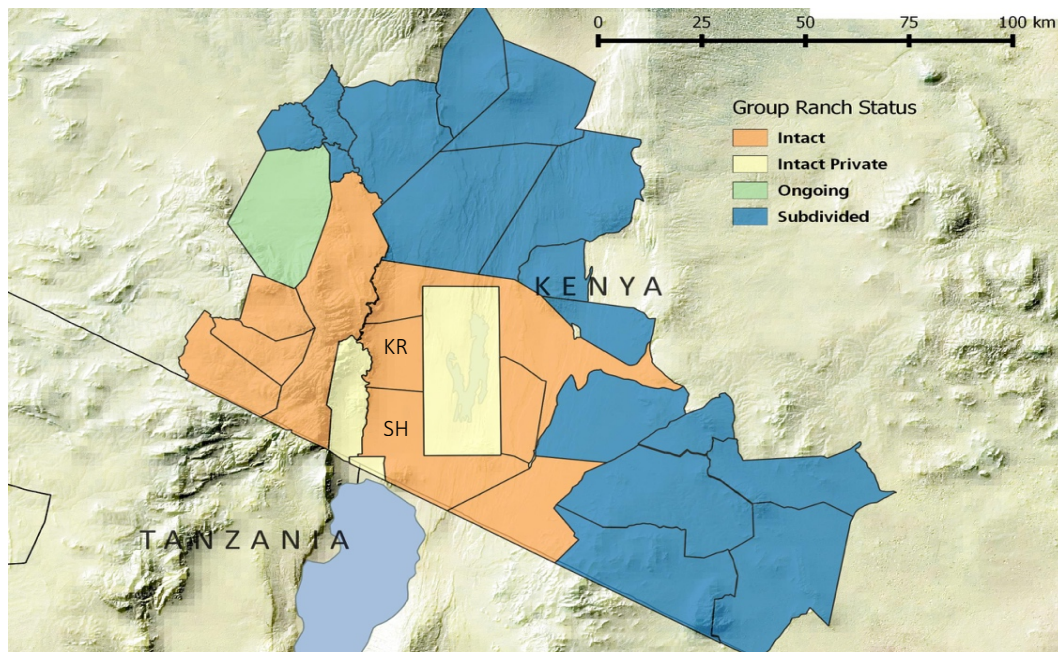 0 25 50 75 100 km
Group Ranch Status
Intact
Intact Private
Ongoing
Subdivided
KENYA
KR
SH
TANZANIA